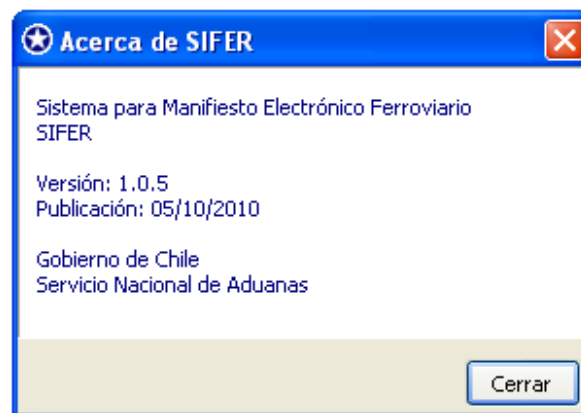 Acerca de SIFER
Sistema para Manifiesto Electrónico Ferroviario
SIFER
Versión: 1.0.5
Publicación: 05/10/2010
Gobierno de Chile
Servicio Nacional de Aduanas
Cerrar